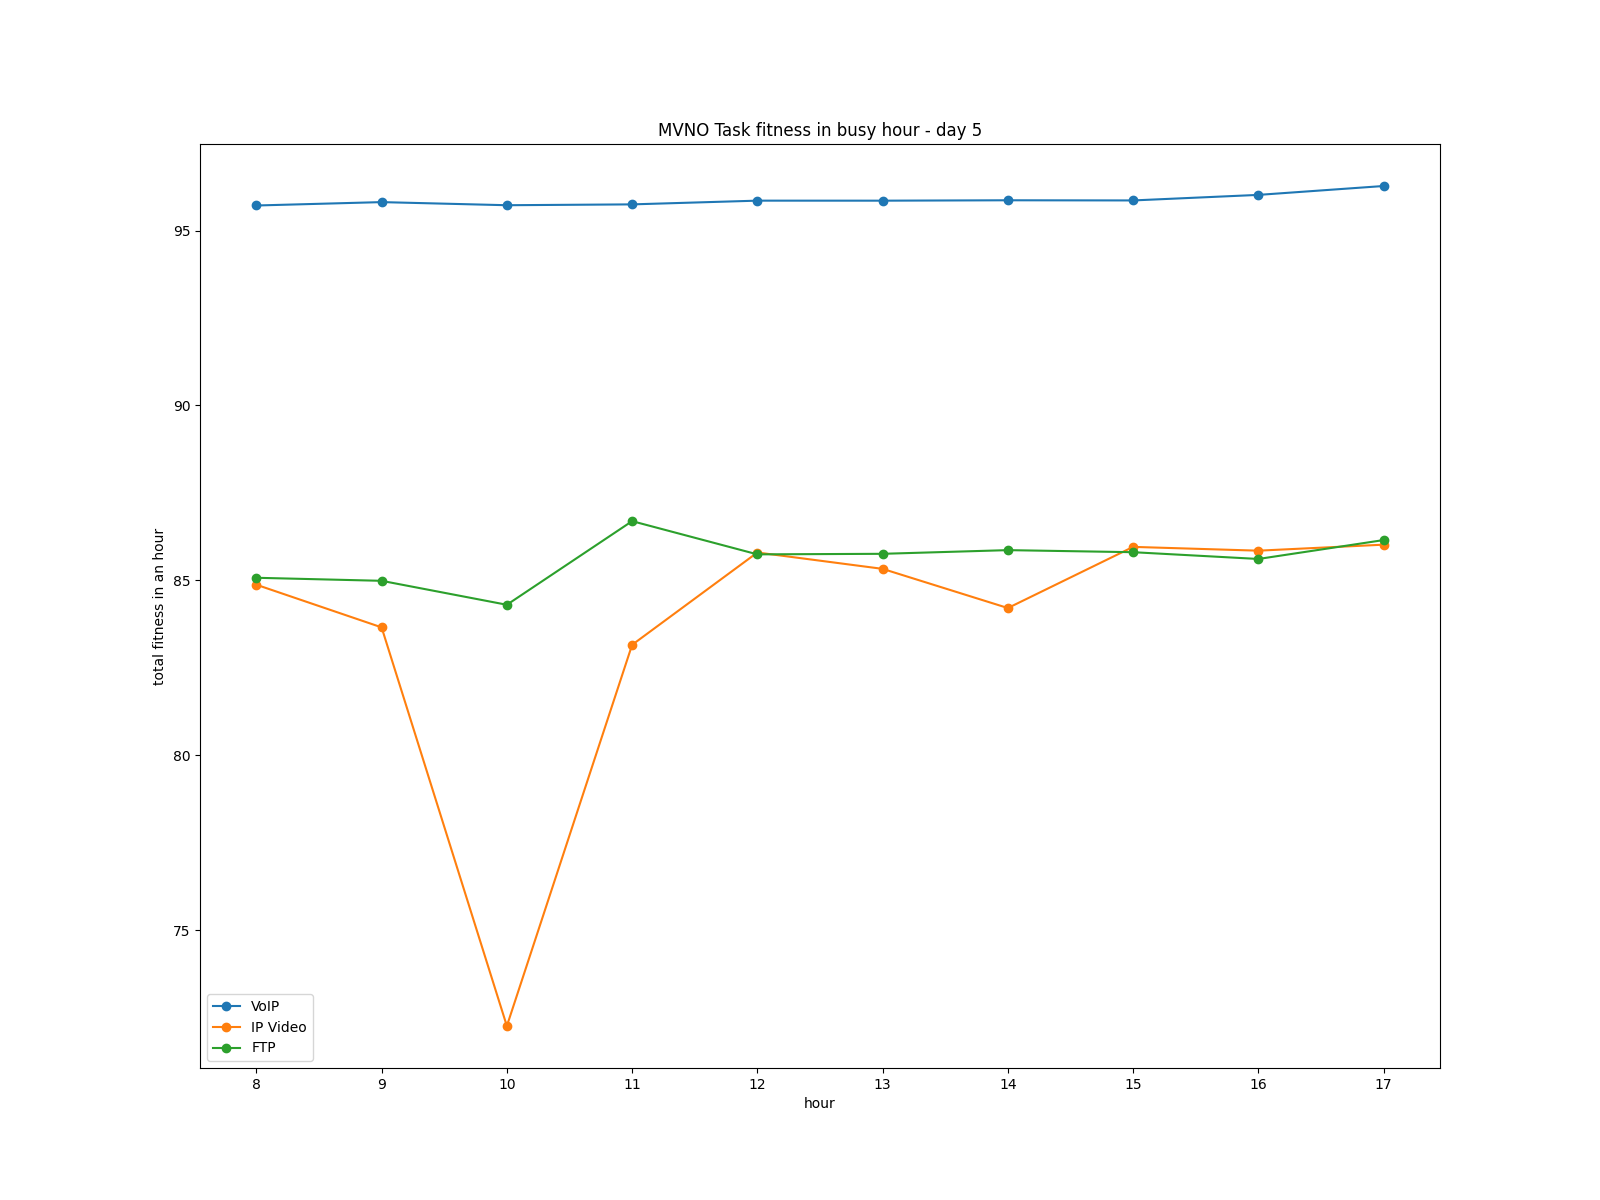 MVNO Task fitness in busy hour - day 5
total fitness in an hour
95
90
85
80
75
VoIP
IP Video
FTP
8 9 10 11 12 13 14 15 16 17
hour